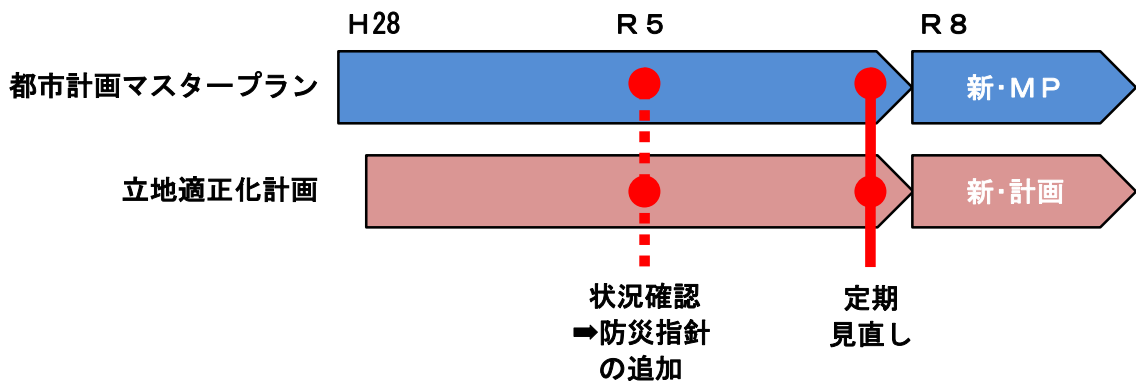 H28
R5
R8
都市計画マスタープラン
新・MP
立地適正化計画
新・計画
状況確認
➡防災指針
の追加
定期
見直し